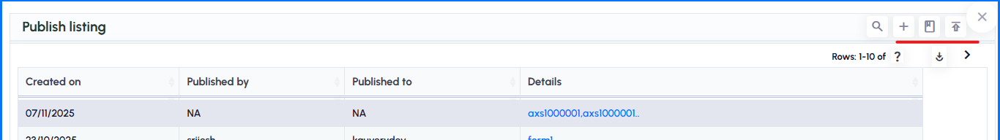 Publish listing
Rows: 1-10 of ?
Created on Published by Published to Details
07/11/2025 NA NA axs1000001,axs1000001..
23/10/2025 srijesh kauverydev form1